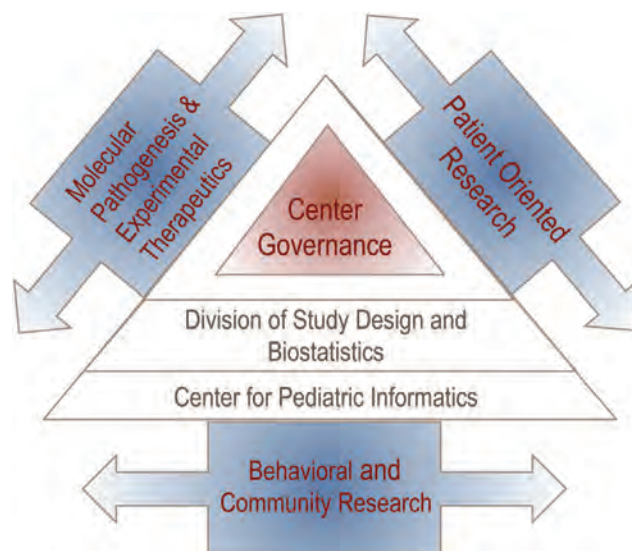 Molecular
Pathogenesis &
Experimental
Therapeutics
Patient Oriented
Research
Center
Governance
Division of Study Design and
Biostatistics
Center for Pediatric Informatics
Behavioral and
Community Research